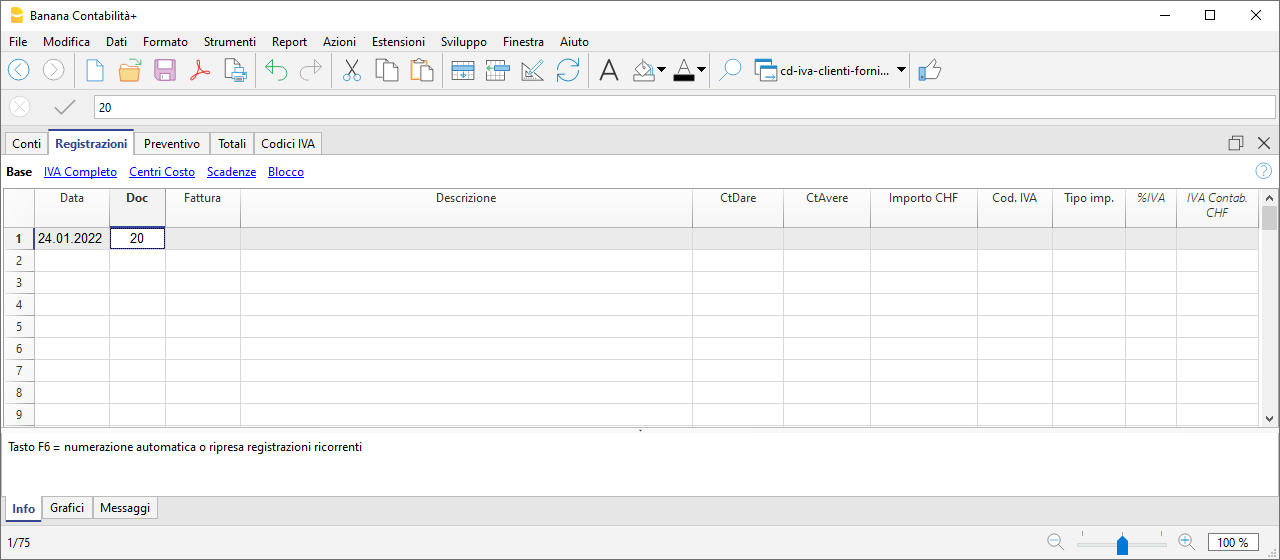 Banana Contabilità+
File Modifica Dati Formato Strumenti Report Azioni Estensioni Sviluppo Finestra Aiuto
cd-iva-clienti-forni...
20
Conti Registrazioni Preventivo Totali Codici IVA
Base IVA Completo Centri Costo Scadenze Blocco
Data Doc Fattura Descrizione CtDare CtAvere Importo CHF Cod. IVA Tipo imp. %IVA IVA Contab. CHF
1 24.01.2022 20
2
3
4
5
6
7
8
9
Tasto F6 = numerazione automatica o ripresa registrazioni ricorrenti
Info Grafici Messaggi
1/75 100 %